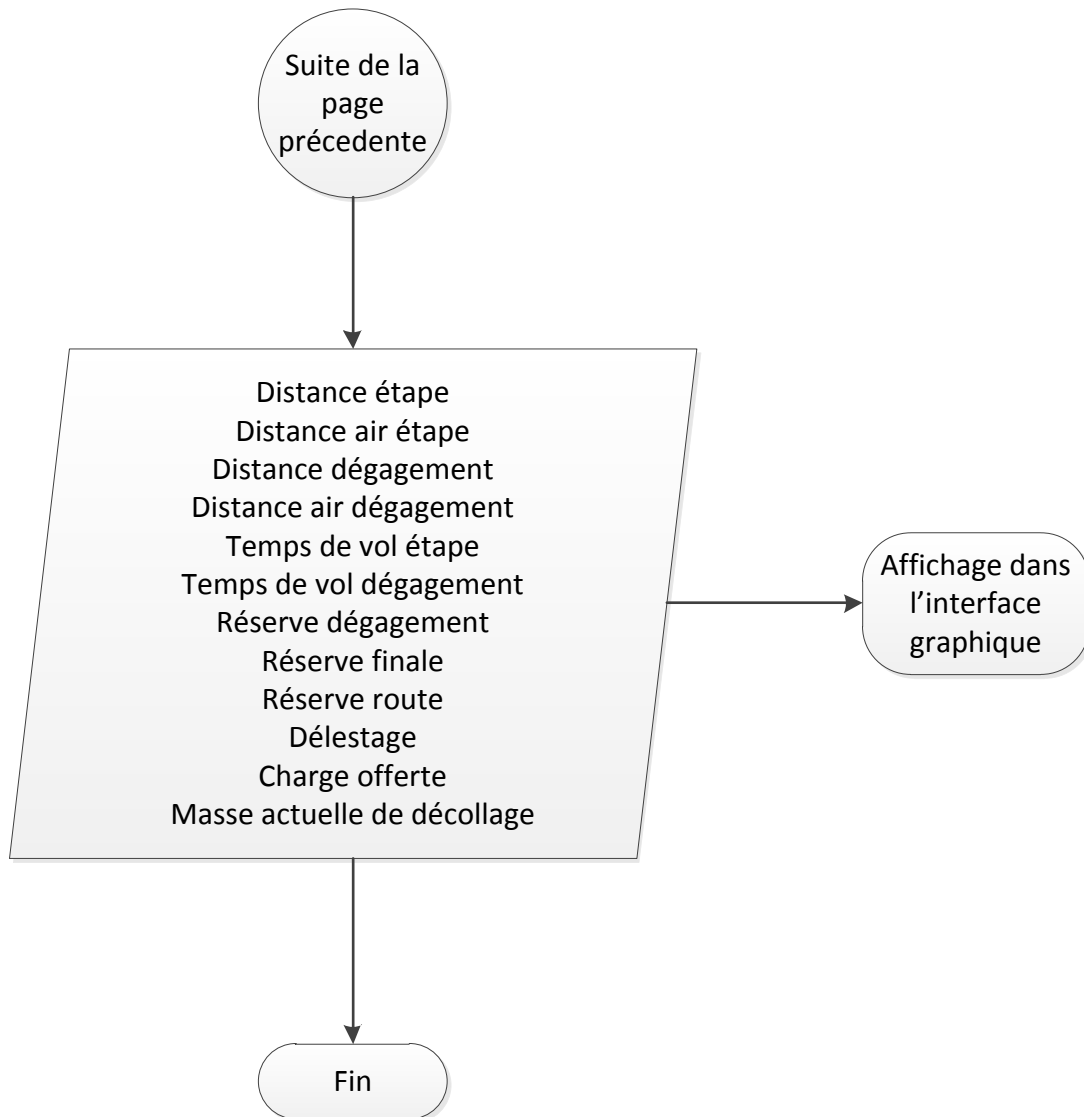 Suite de la
page
précedente
Distance étape
Distance air étape
Distance dégagement
Distance air dégagement
Temps de vol étape
Temps de vol dégagement
Réserve dégagement
Réserve finale
Réserve route
Délestage
Charge offerte
Masse actuelle de décollage
Affichage dans
l’interface
graphique
Fin